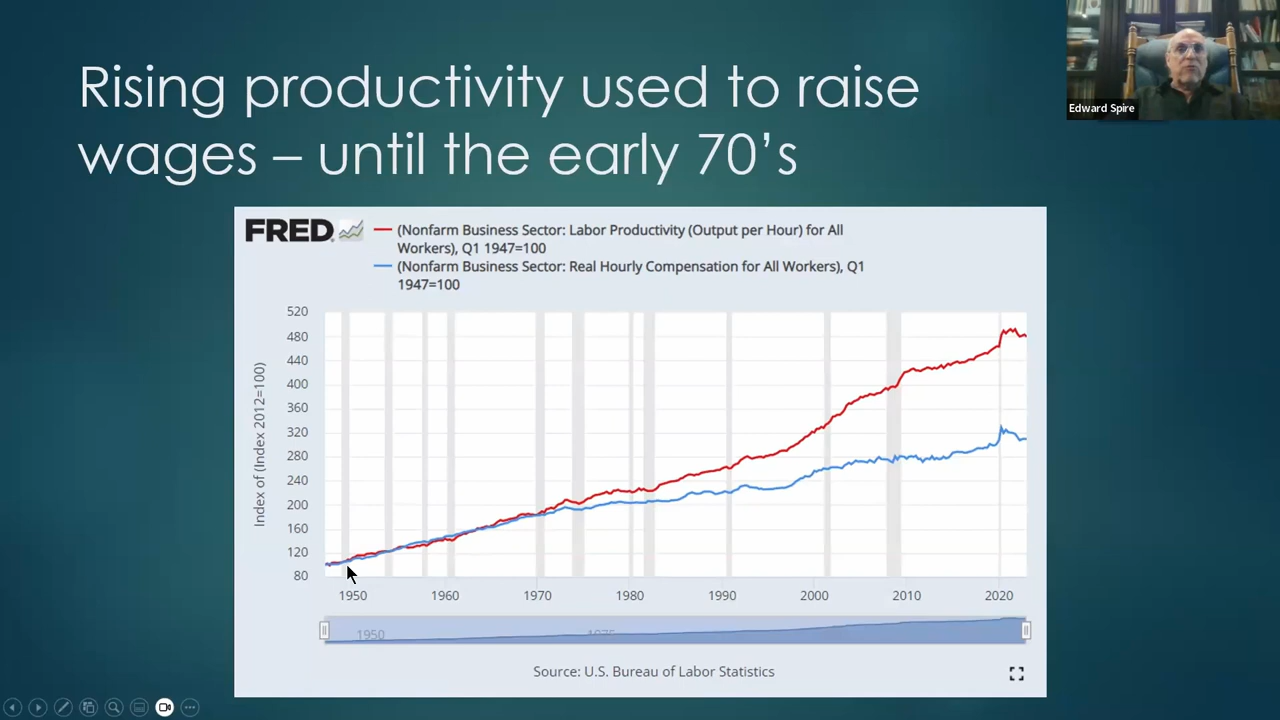 Rising productivity used to raise
wages – until the early 70’s
Edward Spire
FRED
(Nonfarm Business Sector: Labor Productivity (Output per Hour) for All
Workers), Q1 1947=100
(Nonfarm Business Sector: Real Hourly Compensation for All Workers), Q1
1947=100
Index of (Index 2012=100)
520
480
440
400
360
320
280
240
200
160
120
80
1950 1960 1970 1980 1990 2000 2010 2020
1950 1975
Source: U.S. Bureau of Labor Statistics